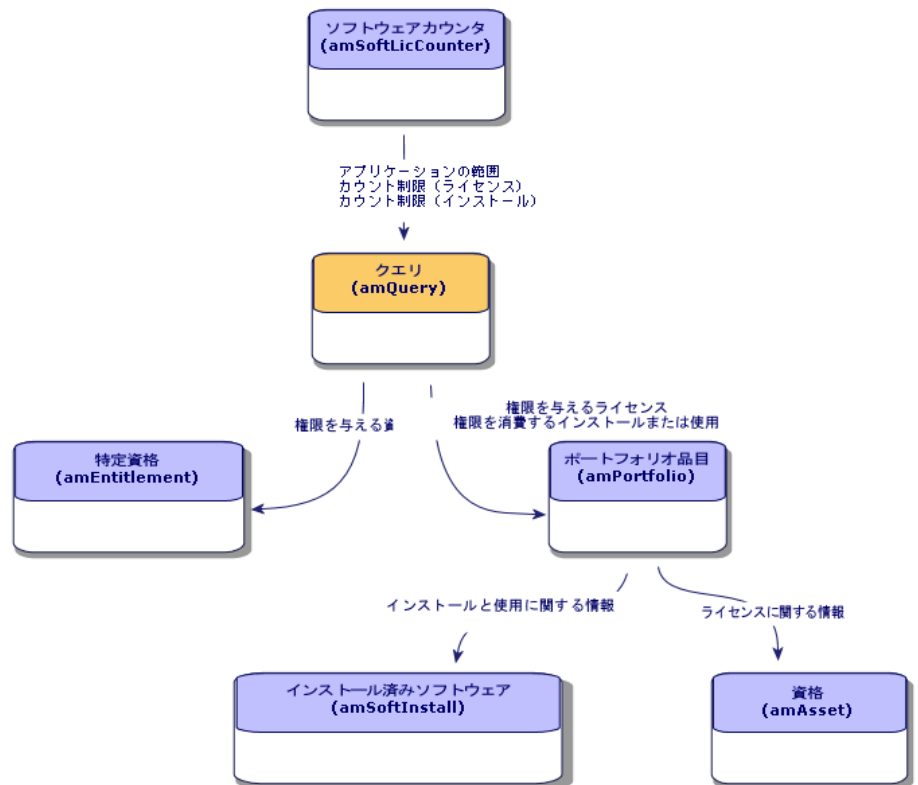 ソフトウェアカウンタ
(amSoftLicCounter)
アプリケーションの範囲
カウント制限（ライセンス）
カウント制限（インストール）
クエリ
(amQuery)
権限を与えるライセンス
権限を消費するインストールまたは使用
権限を与える資
特定資格
(amEntitlement)
ポートフォリオ品目
(amPortfolio)
インストールと使用に関する情報
ライセンスに関する情報
インストール済みソフトウェア
(amSoftInstall)
資格
(amAsset)